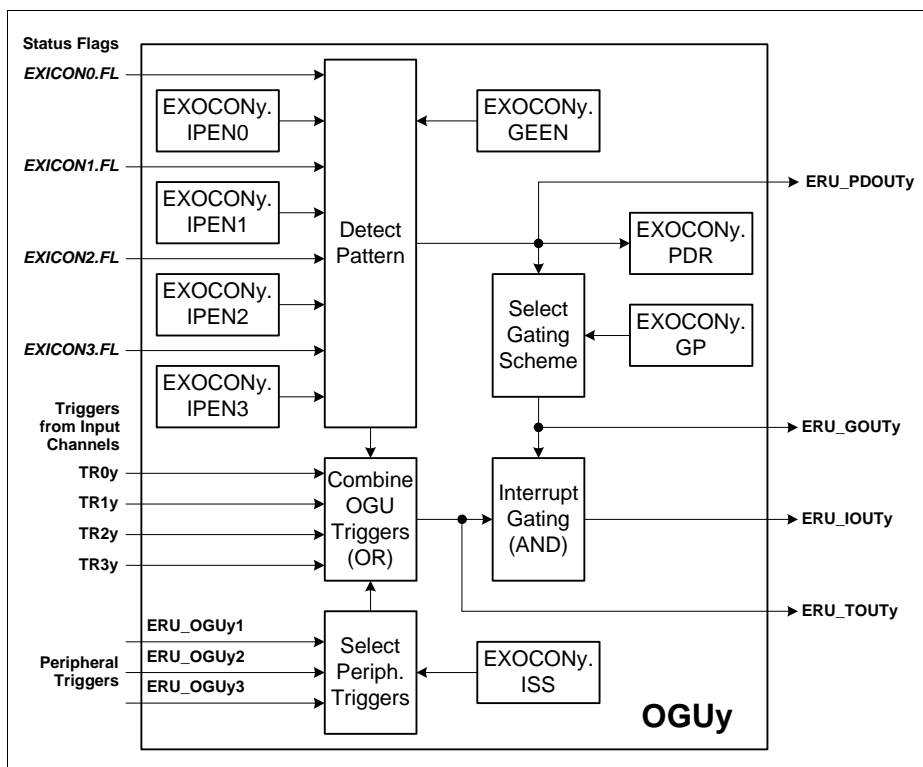 Status Flags
EXICON0.FL
EXOCONy.
IPEN0
EXOCONy.
GEEN
EXICON1.FL
ERU_PDOUTy
EXOCONy.
IPEN1
Detect
Pattern
EXOCONy.
PDR
EXICON2.FL
EXOCONy.
IPEN2
Select
Gating
Scheme
EXOCONy.
GP
EXICON3.FL
EXOCONy.
IPEN3
Triggers
from Input
Channels
ERU_GOUTy
TR0y
TR1y
TR2y
TR3y
Combine
OGU
Triggers
(OR)
Interrupt
Gating
(AND)
ERU_IOUTy
ERU_TOUTy
Peripheral
Triggers
ERU_OGUy1
ERU_OGUy2
ERU_OGUy3
Select
Periph.
Triggers
EXOCONy.
ISS
OGUy